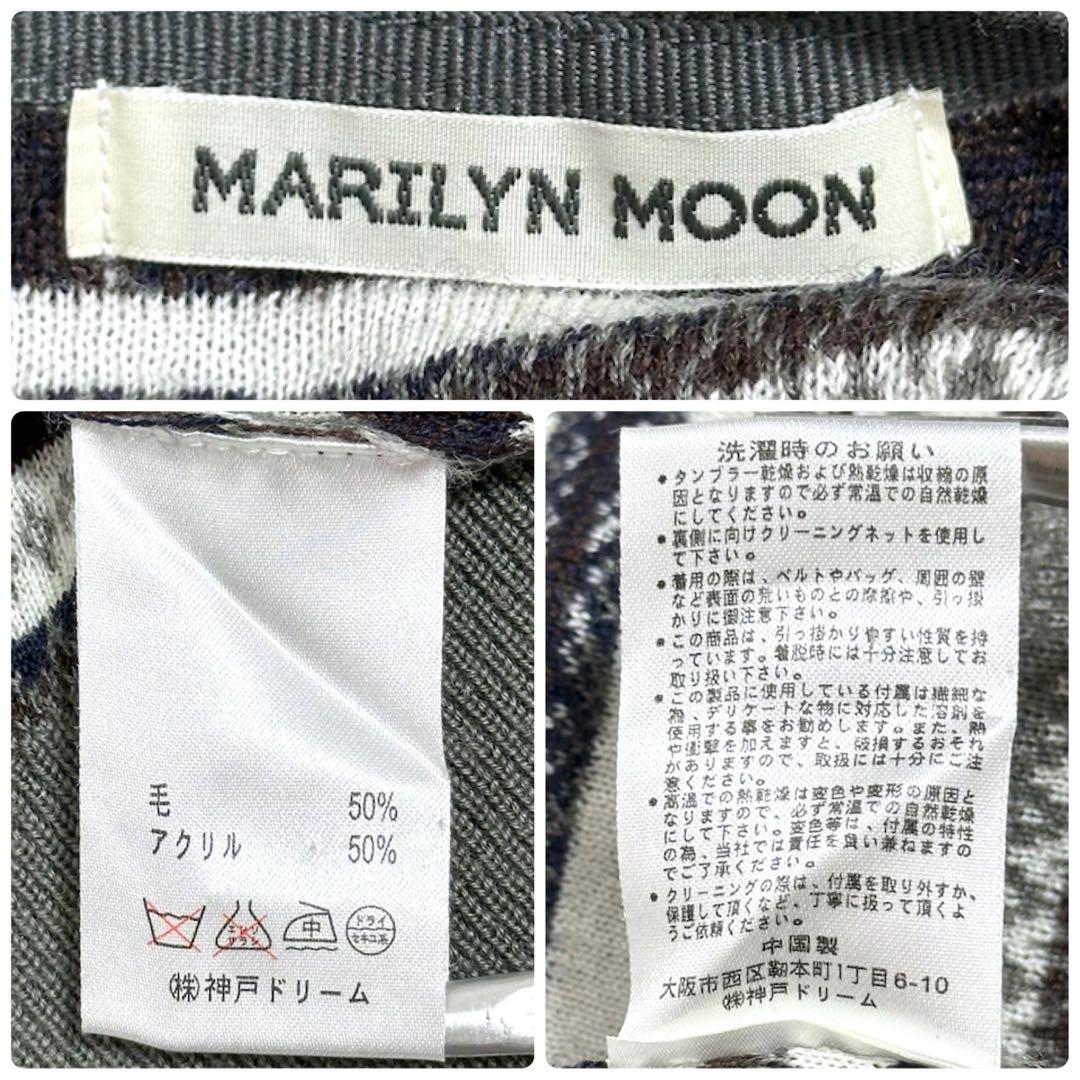 MARILYN MOON
毛 50%
アクリル 50%
エンソ
サラシ
中
ドライ
セキユ系
㈱神戸ドリーム
洗濯時のお願い
●タンブラー乾燥および熱乾燥は収縮の原
因となりますので必ず常温での自然乾燥
にしてください。
●裏側に向けクリーニングネットを使用し
て下さい。
●着用の際は、ベルトやバッグ、周囲の壁
など表面の荒いものとの摩擦や、引っ掛
かりに御注意下さい。
●この商品は、引っ掛かりやすい性質を持
っています。着脱時には十分注意してお
取り扱い下さい。
●この製品に使用している付属は繊細な
為、デリケートな物に対応した溶剤を
使用する事をお勧めします。また、熱
や衝撃を加えますと、破損するおそれ
がありますので、取扱には十分にご注
意ください。
●高温での熱乾燥は変色や変形の原因と
なりますので、必ず常温での自然乾燥
にして下さい。変色等は、付属の特性
の為、当社では責任を負い兼ねますの
でご了承ください。
●クリーニングの際は、付属を取り外すか、
保護して頂くなど、丁寧に扱って頂くよ
うご依頼ください。
中国製
大阪市西区靭本町1丁目6-10
㈱神戸ドリーム